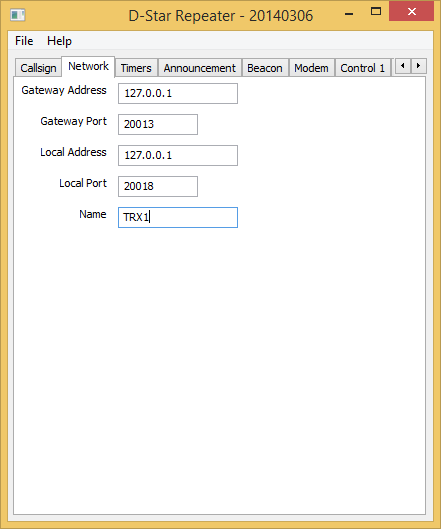 D-Star Repeater - 20140306
File Help
Callsign Network Timers Announcement Beacon Modem Control 1
Gateway Address 127.0.0.1
Gateway Port 20013
Local Address 127.0.0.1
Local Port 20018
Name TRX1